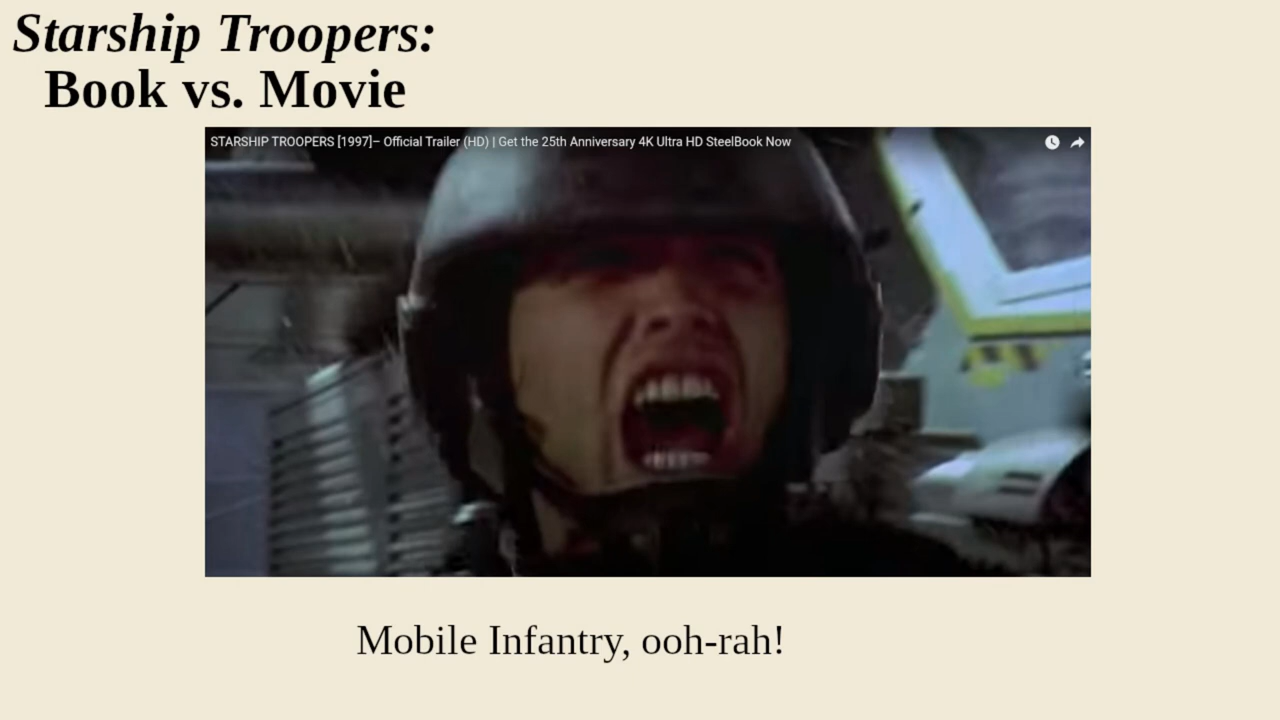 Starship Troopers:
Book vs. Movie
STARSHIP TROOPERS [1997]– Official Trailer (HD) | Get the 25th Anniversary 4K Ultra HD SteelBook Now
Mobile Infantry, ooh-rah!